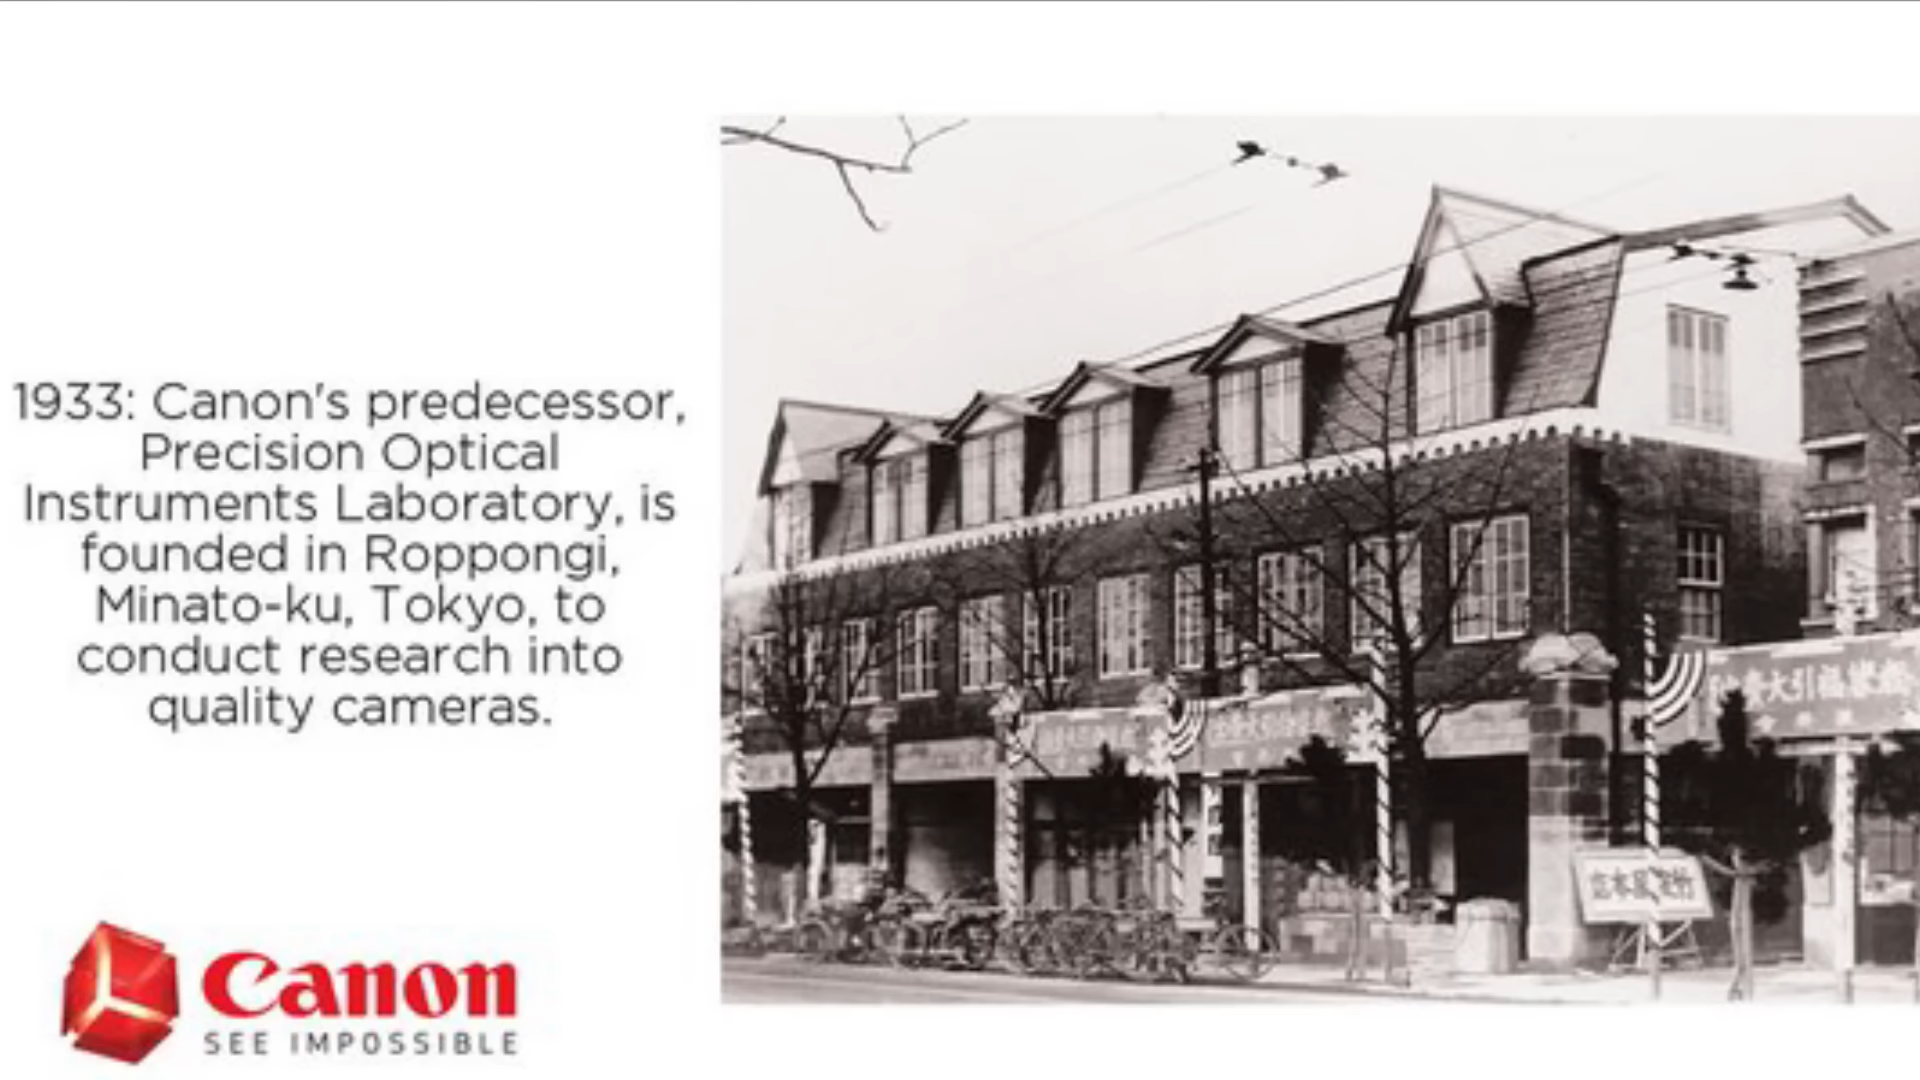 1933: Canon's predecessor,
Precision Optical
Instruments Laboratory, is
founded in Roppongi,
Minato-ku, Tokyo, to
conduct research into
quality cameras.
Canon
SEE IMPOSSIBLE